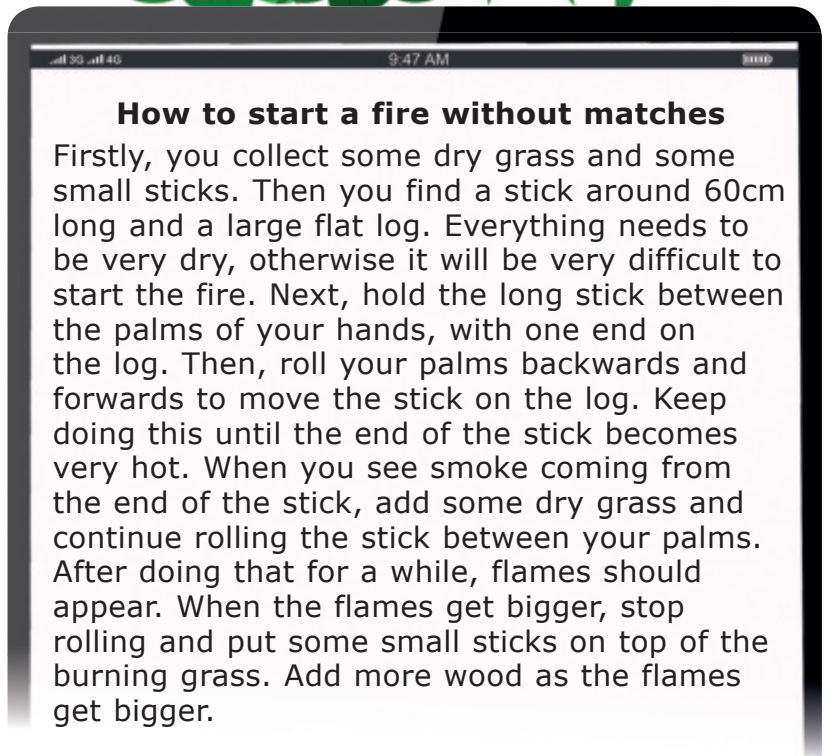 3G 4G 9:47 AM
How to start a fire without matches
Firstly, you collect some dry grass and some
small sticks. Then you find a stick around 60cm
long and a large flat log. Everything needs to
be very dry, otherwise it will be very difficult to
start the fire. Next, hold the long stick between
the palms of your hands, with one end on
the log. Then, roll your palms backwards and
forwards to move the stick on the log. Keep
doing this until the end of the stick becomes
very hot. When you see smoke coming from
the end of the stick, add some dry grass and
continue rolling the stick between your palms.
After doing that for a while, flames should
appear. When the flames get bigger, stop
rolling and put some small sticks on top of the
burning grass. Add more wood as the flames
get bigger.